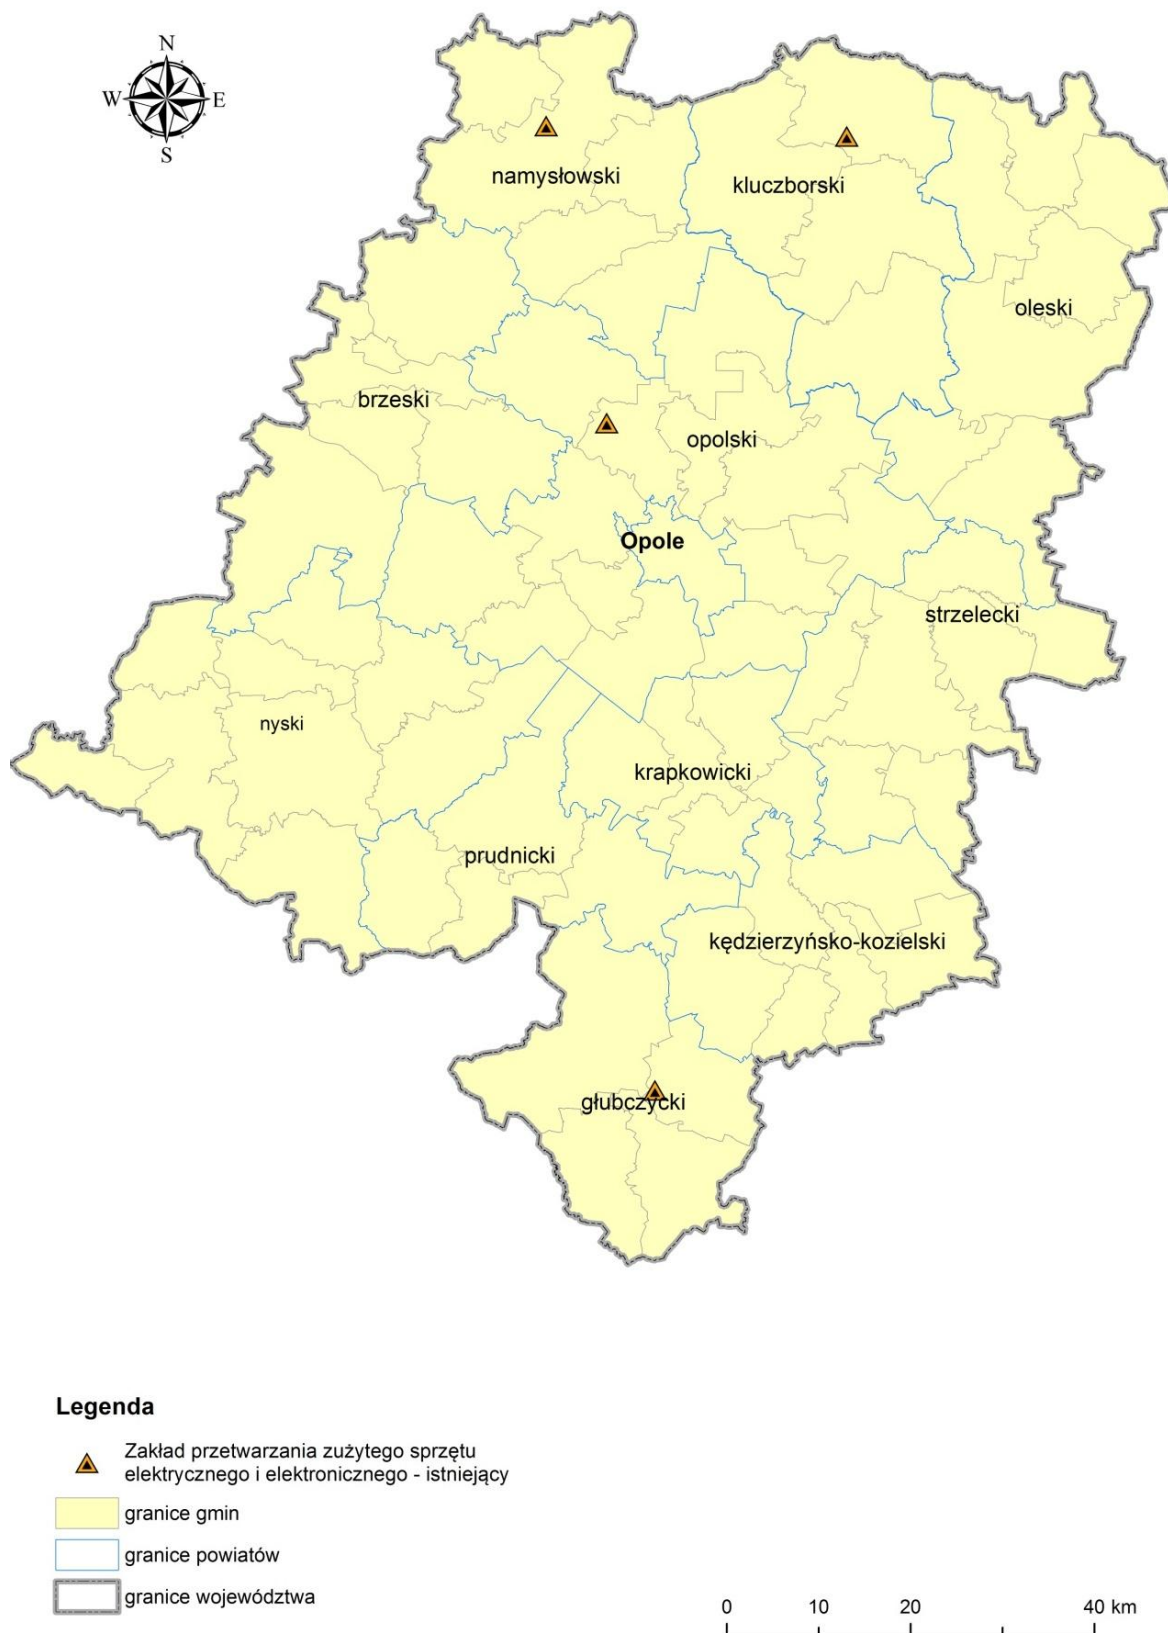 N
W E
S
namysłowski
kluczborski
oleski
brzeski
opolski
Opole
strzelecki
nyski
krapkowicki
prudnicki
kędzierzyńsko-kozielski
głubczycki
Legenda
Zakład przetwarzania zużytego sprzętu
elektrycznego i elektronicznego - istniejący
granice gmin
granice powiatów
granice województwa
0 10 20 40 km